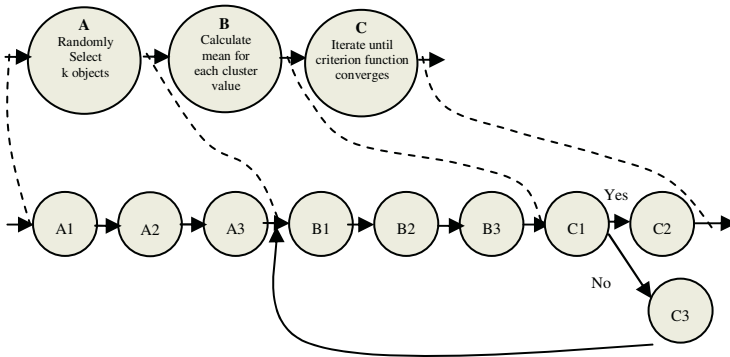 A
Randomly
Select
k objects
B
Calculate
mean for
each cluster
value
C
Iterate until
criterion function
converges
A1
A2
A3
B1
B2
B3
C1
Yes
C2
No
C3